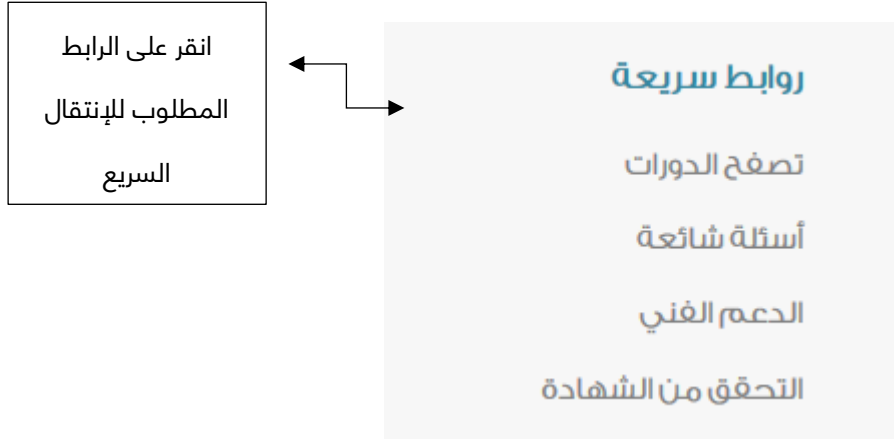 انقر على الرابط
المطلوب للإنتقال
السريع
روابط سريعة
تصفح الدورات
أسئلة شائعة
الدعم الفني
التحقق من الشهادة